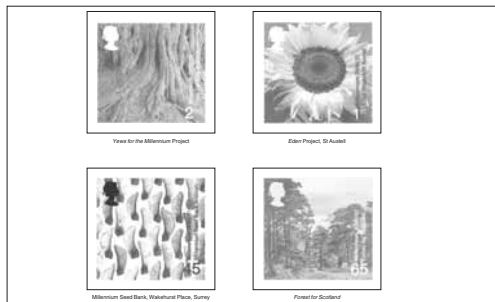 2
1
Yews for the Millennium Project
Eden Project, St Austell
45
65
Millennium Seed Bank, Wakehurst Place, Surrey
Forest for Scotland